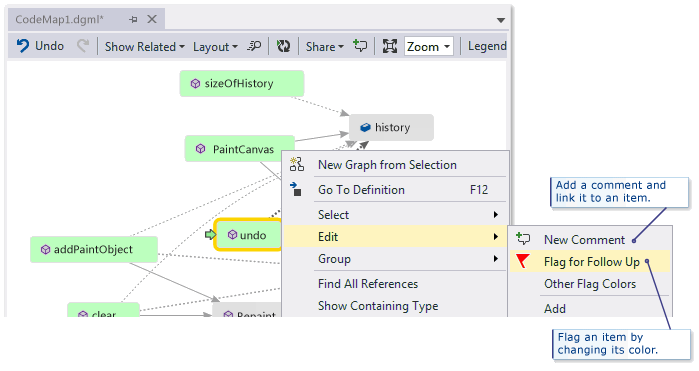 CodeMap1.dgml*
Undo Show Related Layout Share Zoom Legend
sizeOfHistory
history
PaintCanvas
New Graph from Selection
Go To Definition F12
Select
undo
Edit
addPaintObject
Group
Find All References
clear
Repaint
Show Containing Type
New Comment
Flag for Follow Up
Other Flag Colors
Add
Add a comment and
link it to an item.
Flag an item by
changing its color.